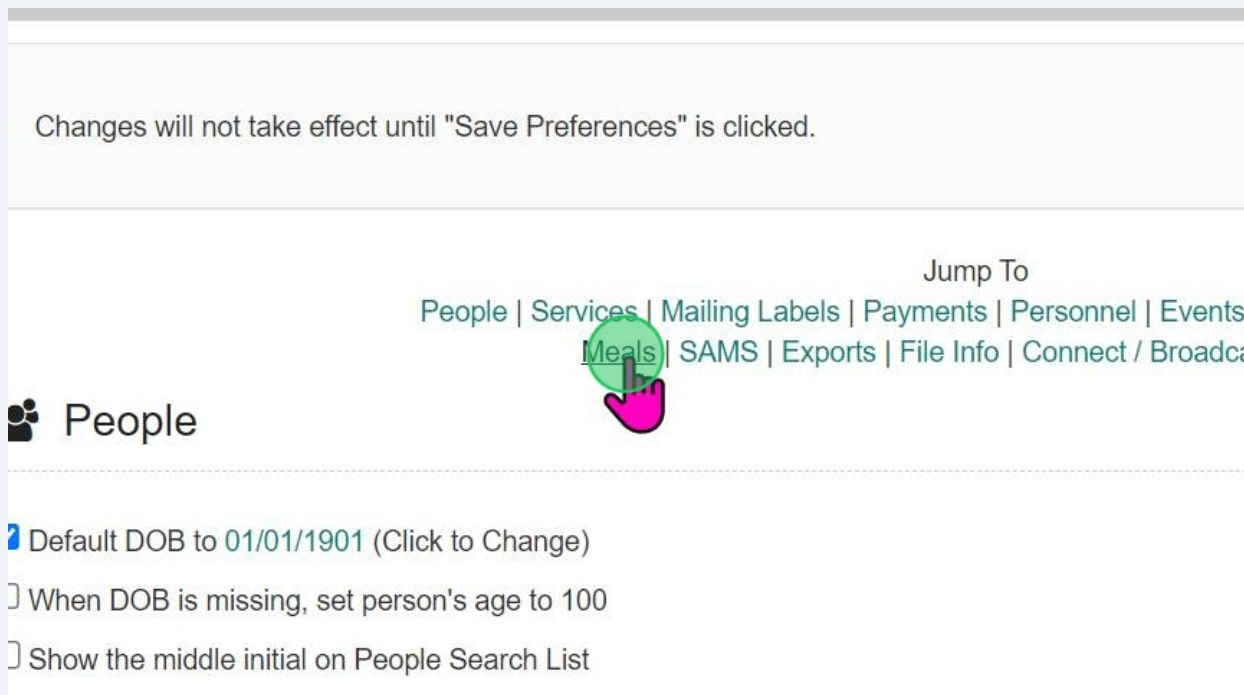 Changes will not take effect until "Save Preferences" is clicked.
Jump To
People | Services | Mailing Labels | Payments | Personnel | Events
Meals | SAMS | Exports | File Info | Connect /
People
Default DOB to 01/01/1901 (Click to Change)
When DOB is missing, set person's age to 100
Show the middle initial on People Search List